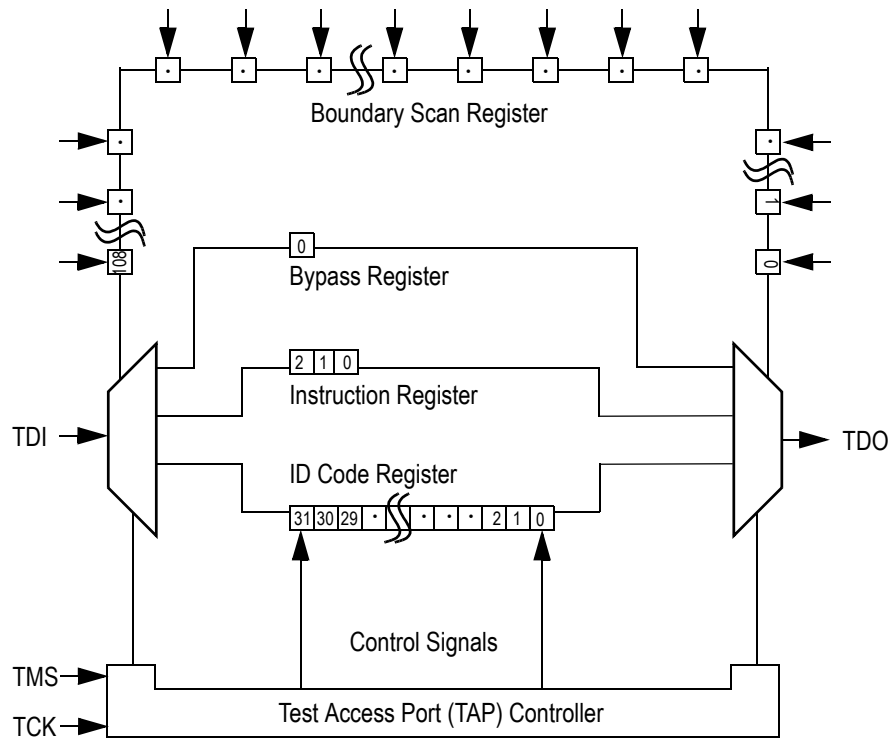 · · · · · · · ·
Boundary Scan Register
· ·
· 1
108 0 0
Bypass Register
2 1 0
Instruction Register
TDI TDO
ID Code Register
31 30 29 · · · · 2 1 0
Control Signals
TMS
Test Access Port (TAP) Controller
TCK